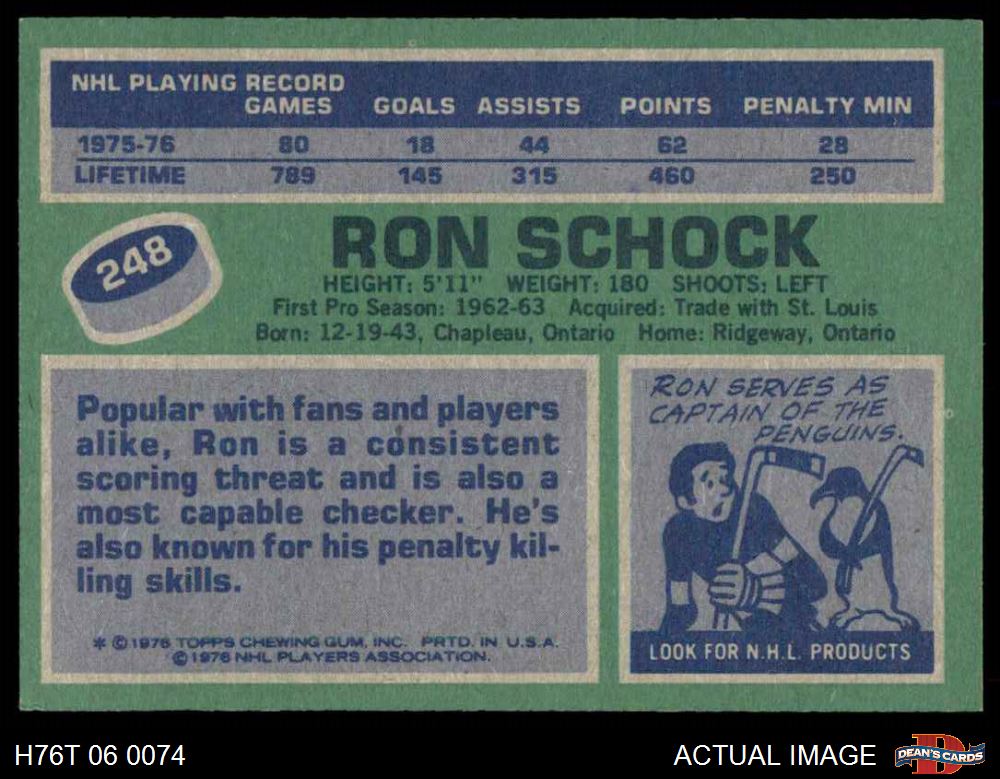 NHL PLAYING RECORD
GAMES GOALS ASSISTS POINTS PENALTY MIN
1975-76 80 18 44 62 28
LIFETIME 789 145 315 460 250
248
RON SCHOCK
HEIGHT: 5'11" WEIGHT: 180 SHOOTS: LEFT
First Pro Season: 1962-63 Acquired: Trade with St. Louis
Born: 12-19-43, Chapleau, Ontario Home: Ridgeway, Ontario
Popular with fans and players
alike, Ron is a consistent
scoring threat and is also a
most capable checker. He's
also known for his penalty kil-
ling skills.
* © 1976 TOPPS CHEWING GUM, INC. PRTD. IN U.S.A.
© 1976 NHL PLAYERS ASSOCIATION.
RON SERVES AS
CAPTAIN OF THE
PENGUINS.
LOOK FOR N.H.L. PRODUCTS
H76T 06 0074
ACTUAL IMAGE
DEAN'S CARDS